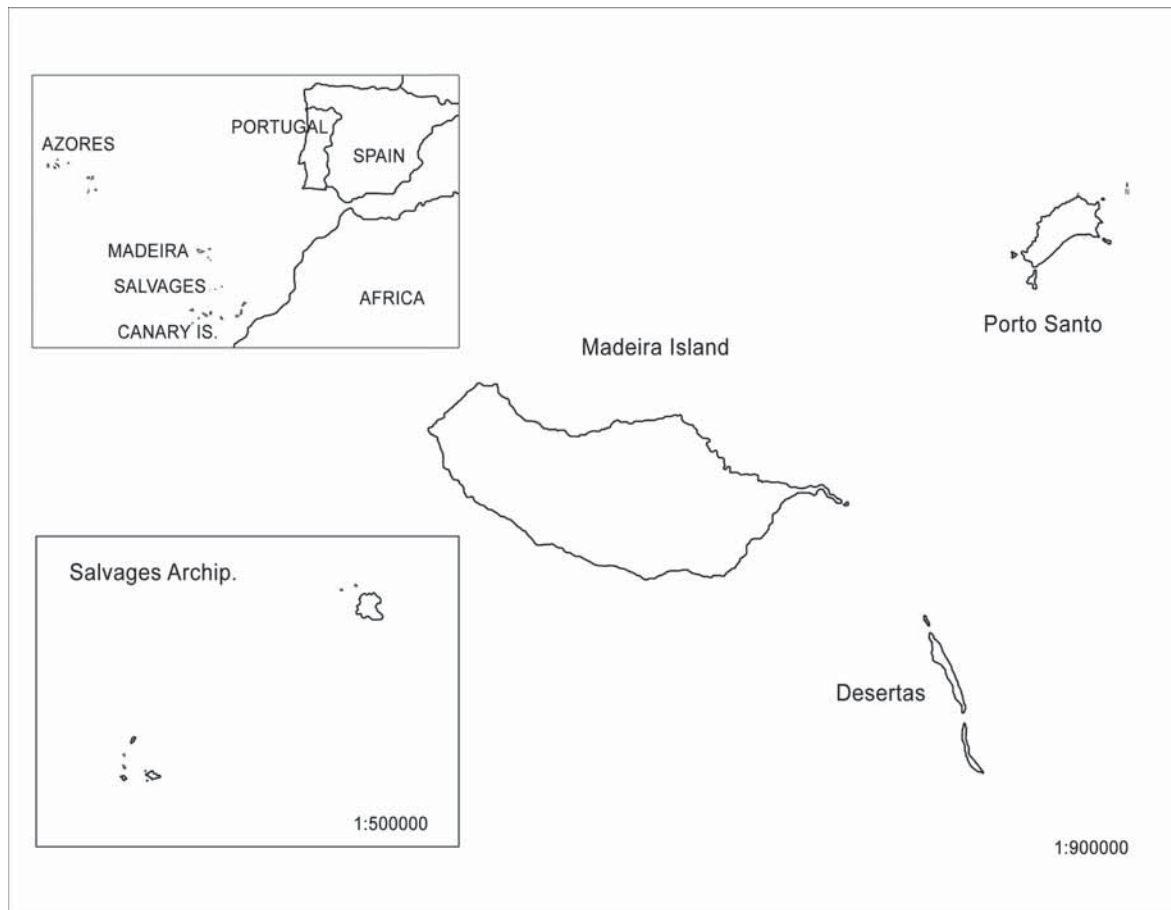 PORTUGAL
AZORES
SPAIN
MADEIRA
SALVAGES
AFRICA
CANARY IS.
Porto Santo
Madeira Island
Salvages Archip.
Desertas
1:500000
1:900000